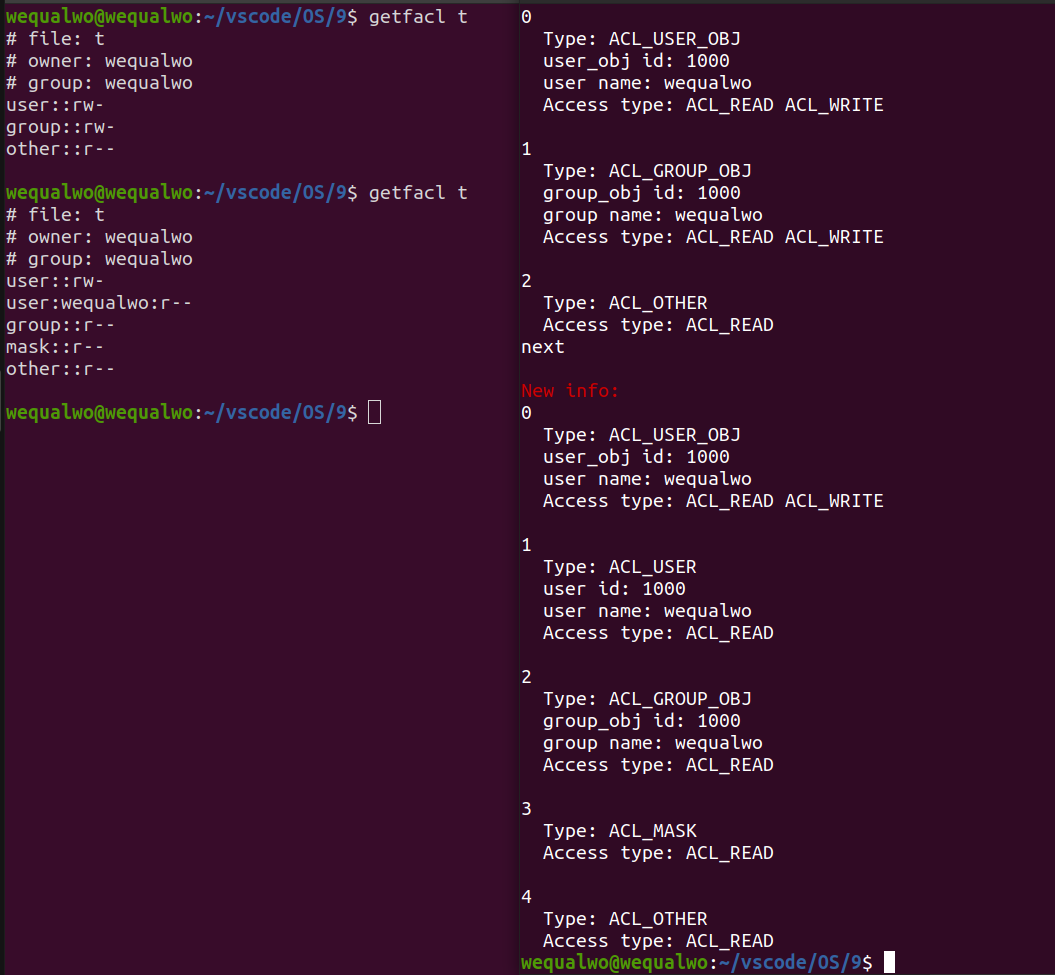 wequalwo@wequalwo:~/vscode/OS/9$ getfacl t
# file: t
# owner: wequalwo
# group: wequalwo
user::rw-
group::rw-
other::r--
wequalwo@wequalwo:~/vscode/OS/9$ getfacl t
# file: t
# owner: wequalwo
# group: wequalwo
user::rw-
user:wequalwo:r--
group::r--
mask::r--
other::r--
wequalwo@wequalwo:~/vscode/OS/9$
0
Type: ACL_USER_OBJ
user_obj id: 1000
user name: wequalwo
Access type: ACL_READ ACL_WRITE
1
Type: ACL_GROUP_OBJ
group_obj id: 1000
group name: wequalwo
Access type: ACL_READ ACL_WRITE
2
Type: ACL_OTHER
Access type: ACL_READ
next
New info:
0
Type: ACL_USER_OBJ
user_obj id: 1000
user name: wequalwo
Access type: ACL_READ ACL_WRITE
1
Type: ACL_USER
user id: 1000
user name: wequalwo
Access type: ACL_READ
2
Type: ACL_GROUP_OBJ
group_obj id: 1000
group name: wequalwo
Access type: ACL_READ
3
Type: ACL_MASK
Access type: ACL_READ
4
Type: ACL_OTHER
Access type: ACL_READ
wequalwo@wequalwo:~/vscode/OS/9$